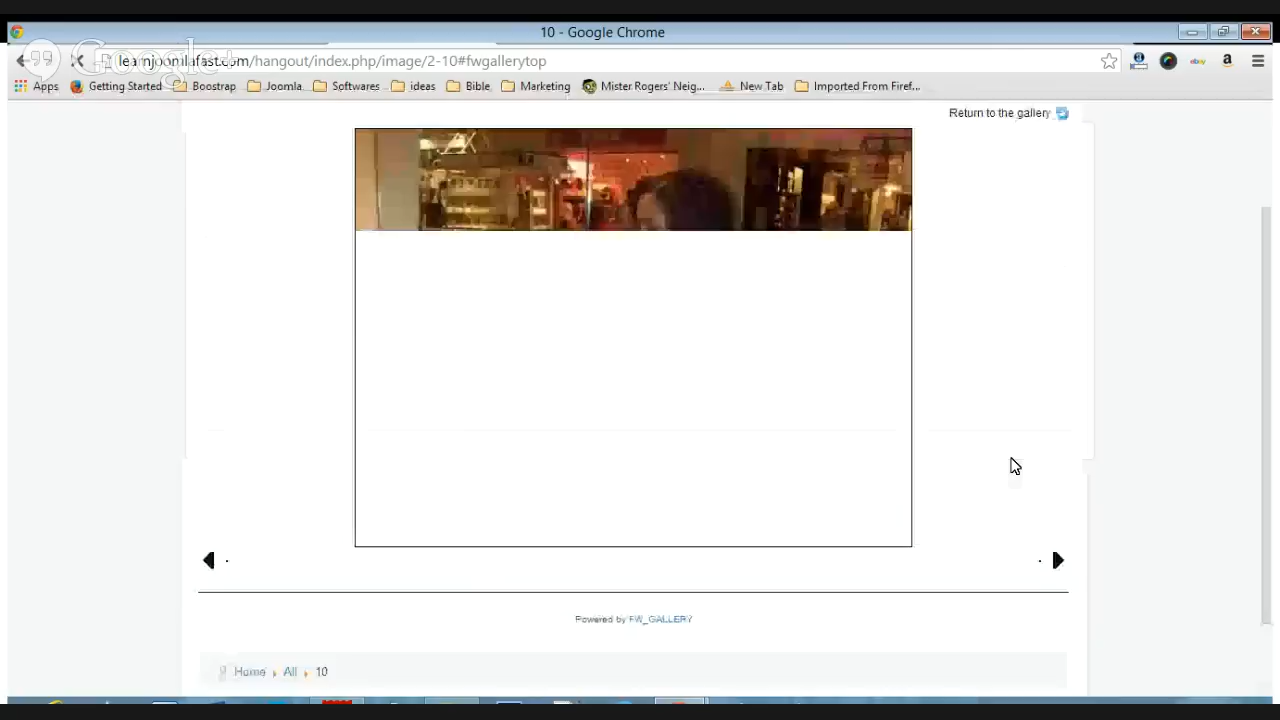 10 - Google Chrome
Google+
learnjoomlafast.com/hangout/index.php/image/2-10#fwgallerytop
Apps Getting Started Boostrap Joomla Softwares ideas Bible Marketing Mister Rogers' Neig... New Tab Imported From Firef...
Return to the gallery
Powered by FW_GALLERY
Home All 10